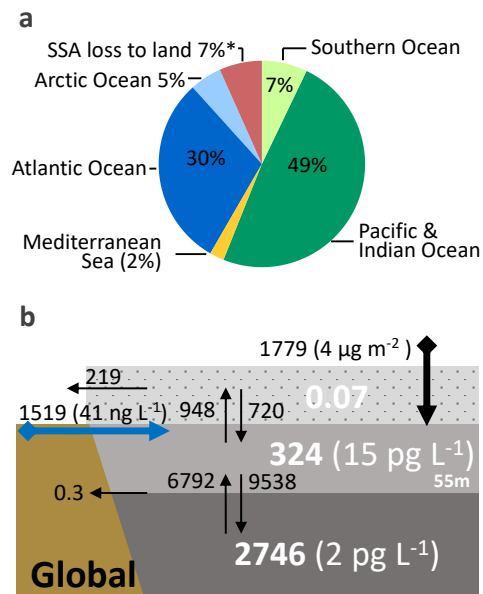 a
SSA loss to land 7%*
Southern Ocean
Arctic Ocean 5%
7%
Atlantic Ocean
30%
49%
Mediterranean
Sea (2%)
Pacific &
Indian Ocean
b
1779 (4 µg m⁻²)
219
0.07
1519 (41 ng L⁻¹)
948
720
324 (15 pg L⁻¹)
55m
0.3
6792
9538
2746 (2 pg L⁻¹)
Global